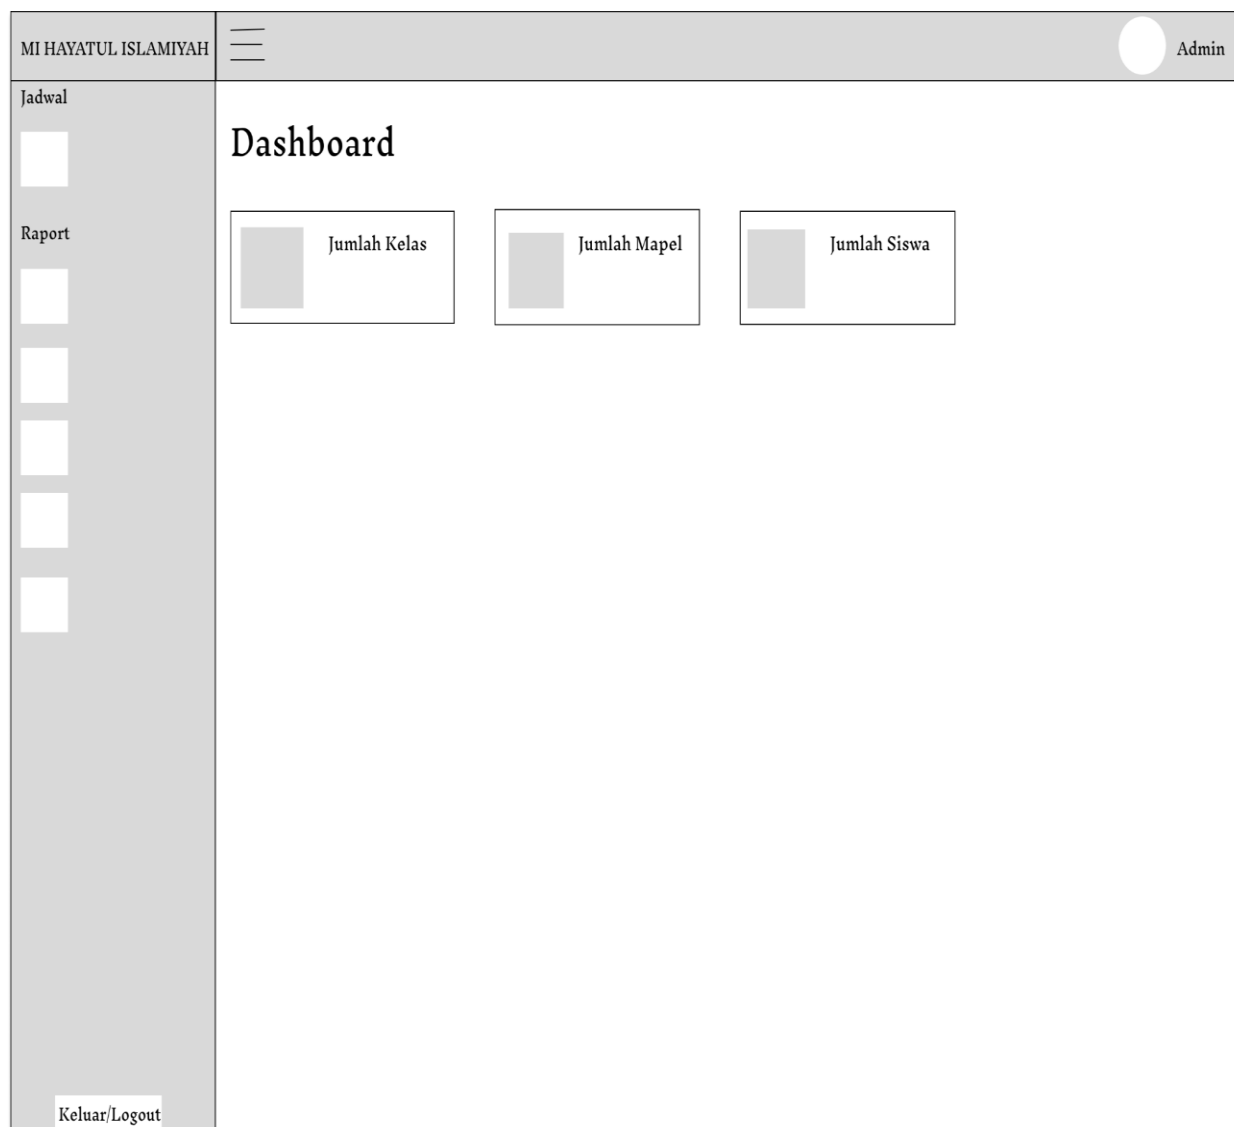 MI HAYATUL ISLAMIYAH
Admin
Jadwal
Raport
Keluar/Logout
Dashboard
Jumlah Kelas
Jumlah Mapel
Jumlah Siswa